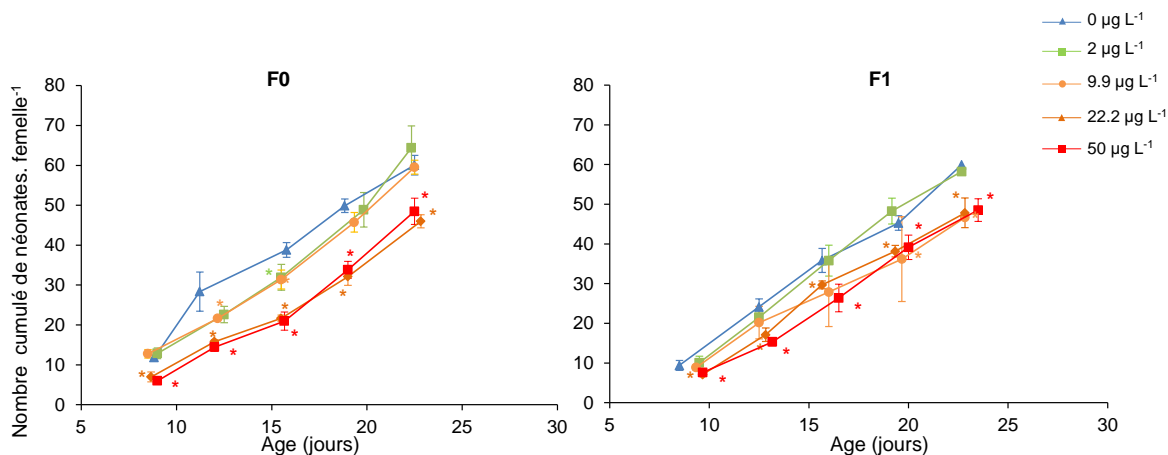 0 µg L-1
2 µg L-1
9.9 µg L-1
22.2 µg L-1
50 µg L-1
Nombre cumulé de néonates. femelle-1
F0
80
70
60
50
40
30
20
10
0
5 10 15 20 25 30
Age (jours)
F1
80
70
60
50
40
30
20
10
0
5 10 15 20 25 30
Age (jours)